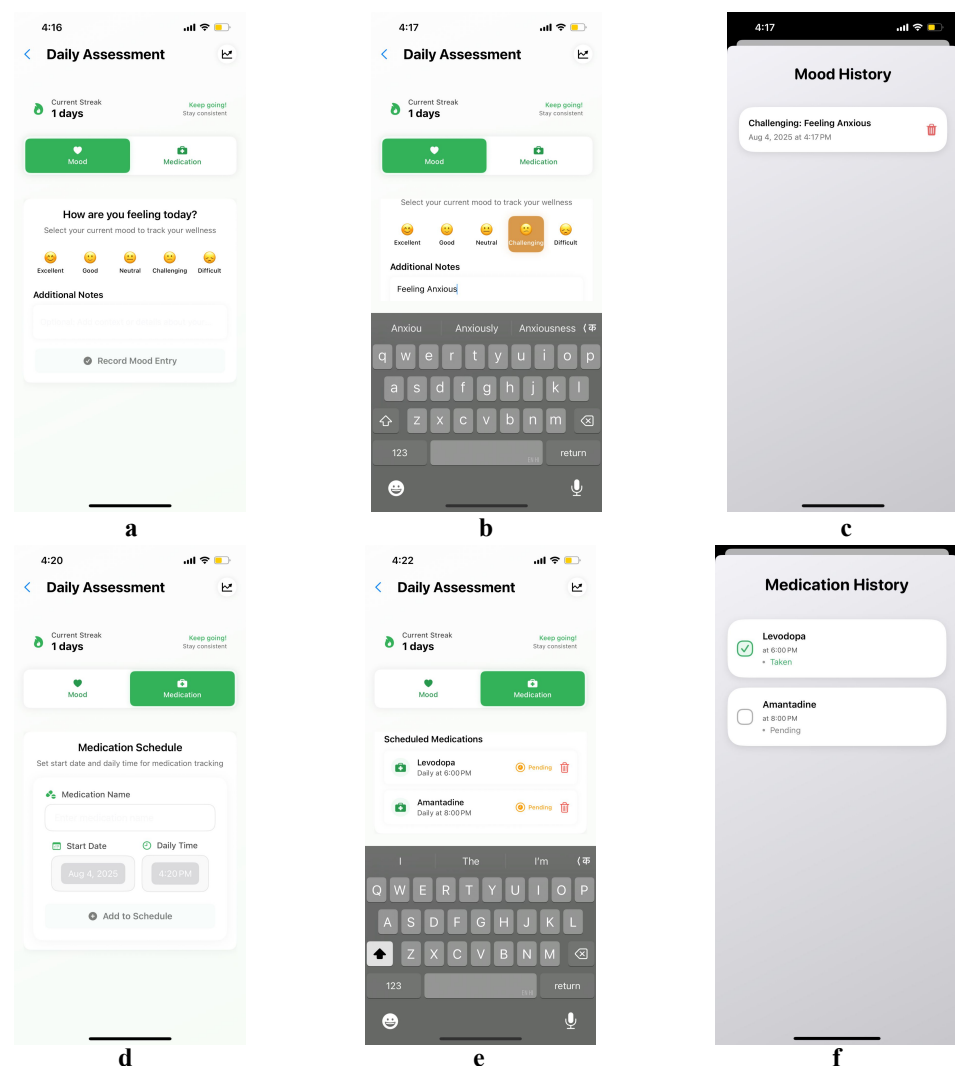 4:16
Daily Assessment
Current Streak
1 days
Keep going!
Stay consistent
Mood
Medication
How are you feeling today?
Select your current mood to track your wellness
Excellent Good Neutral Challenging Difficult
Additional Notes
Record Mood Entry
a
4:17
Daily Assessment
Current Streak
1 days
Keep going!
Stay consistent
Mood
Medication
Select your current mood to track your wellness
Excellent Good Neutral Challenging Difficult
Additional Notes
Feeling Anxious
Anxiou Anxiously Anxiousness क
q w e r t y u i o p
a s d f g h j k l
z x c v b n m
123 return
b
4:17
Mood History
Challenging: Feeling Anxious
Aug 4, 2025 at 4:17 PM
c
4:20
Daily Assessment
Current Streak
1 days
Keep going!
Stay consistent
Mood
Medication
Medication Schedule
Set start date and daily time for medication tracking
Medication Name
Start Date Daily Time
Aug 4, 2025 4:20 PM
Add to Schedule
d
4:22
Daily Assessment
Current Streak
1 days
Keep going!
Stay consistent
Mood
Medication
Scheduled Medications
Levodopa
Daily at 6:00 PM
Pending
Amantadine
Daily at 8:00 PM
Pending
I The I'm क
Q W E R T Y U I O P
A S D F G H J K L
Z X C V B N M
123 return
e
Medication History
Levodopa
at 6:00 PM
• Taken
Amantadine
at 8:00 PM
• Pending
f